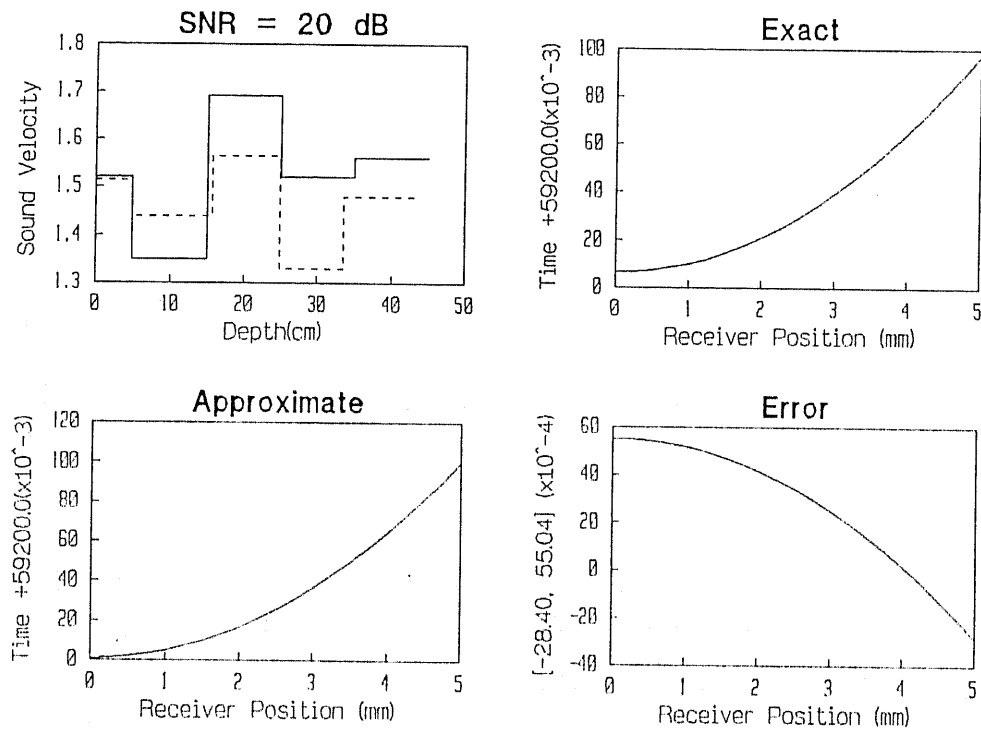 SNR = 20 dB
1.8
1.7
1.6
1.5
1.4
1.3
Sound Velocity
0 10 20 30 40 50
Depth(cm)
Exact
100
80
60
40
20
0
Time +59200.0(x10^-3)
0 1 2 3 4 5
Receiver Position (mm)
Approximate
120
100
80
60
40
20
0
Time +59200.0(x10^-3)
0 1 2 3 4 5
Receiver Position (mm)
Error
60
40
20
0
-20
-40
[-28.40, 55.04] (x10^-4)
0 1 2 3 4 5
Receiver Position (mm)